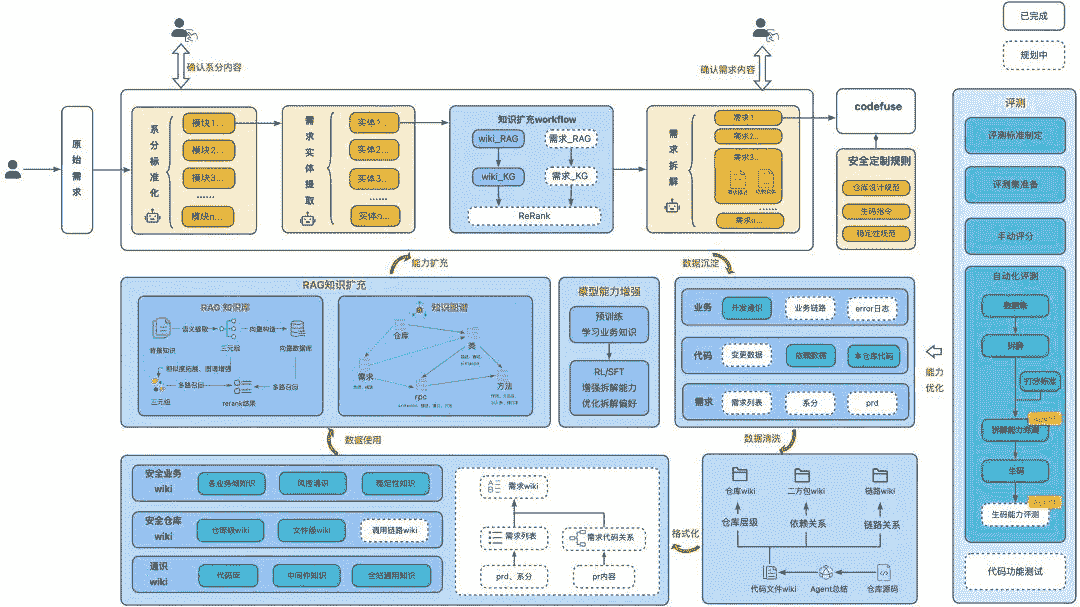 已完成
规划中
确认系分内容
确认需求内容
原始需求
系分标准化
模块1...
模块2...
模块3...
......
模块n...
需求实体提取
实体1...
实体2...
实体3...
......
实体n...
知识扩充workflow
wiki_RAG
需求_RAG
wiki_KG
需求_KG
ReRank
需求拆解
需求1
需求2...
需求3...
......
需求n...
codefuse
安全定制规则
仓库设计规范
生码指令
稳定性规范
能力扩充
数据沉淀
RAG知识扩充
RAG 知识库
语义提取
向量构造
背景知识
三元组
向量数据库
多路召回
多路召回
三元组
rerank结果
知识图谱
仓库
类
需求
rpc
方法
模型能力增强
预训练
学习业务知识
RL/SFT
增强拆解能力
优化拆解偏好
业务
开发通识
业务链路
error日志
代码
变更数据
依赖数据
本仓库代码
需求
需求列表
系分
prd
能力
优化
数据使用
数据清洗
安全业务
wiki
各业务域知识
风控通识
稳定性知识
安全仓库
wiki
仓库级wiki
文件级wiki
调用链路wiki
通识
wiki
代码库
中间件知识
全站通用知识
需求wiki
需求列表
需求代码关系
prd、系分
pr内容
格式化
仓库wiki
二方包wiki
链路wiki
仓库层级
依赖关系
链路关系
代码文件wiki
Agent总结
仓库源码
评测
评测标准制定
评测集准备
手动评分
自动化评测
数据集
拆解
打分标准
拆解能力评测
生码
生码能力评测
代码功能测试